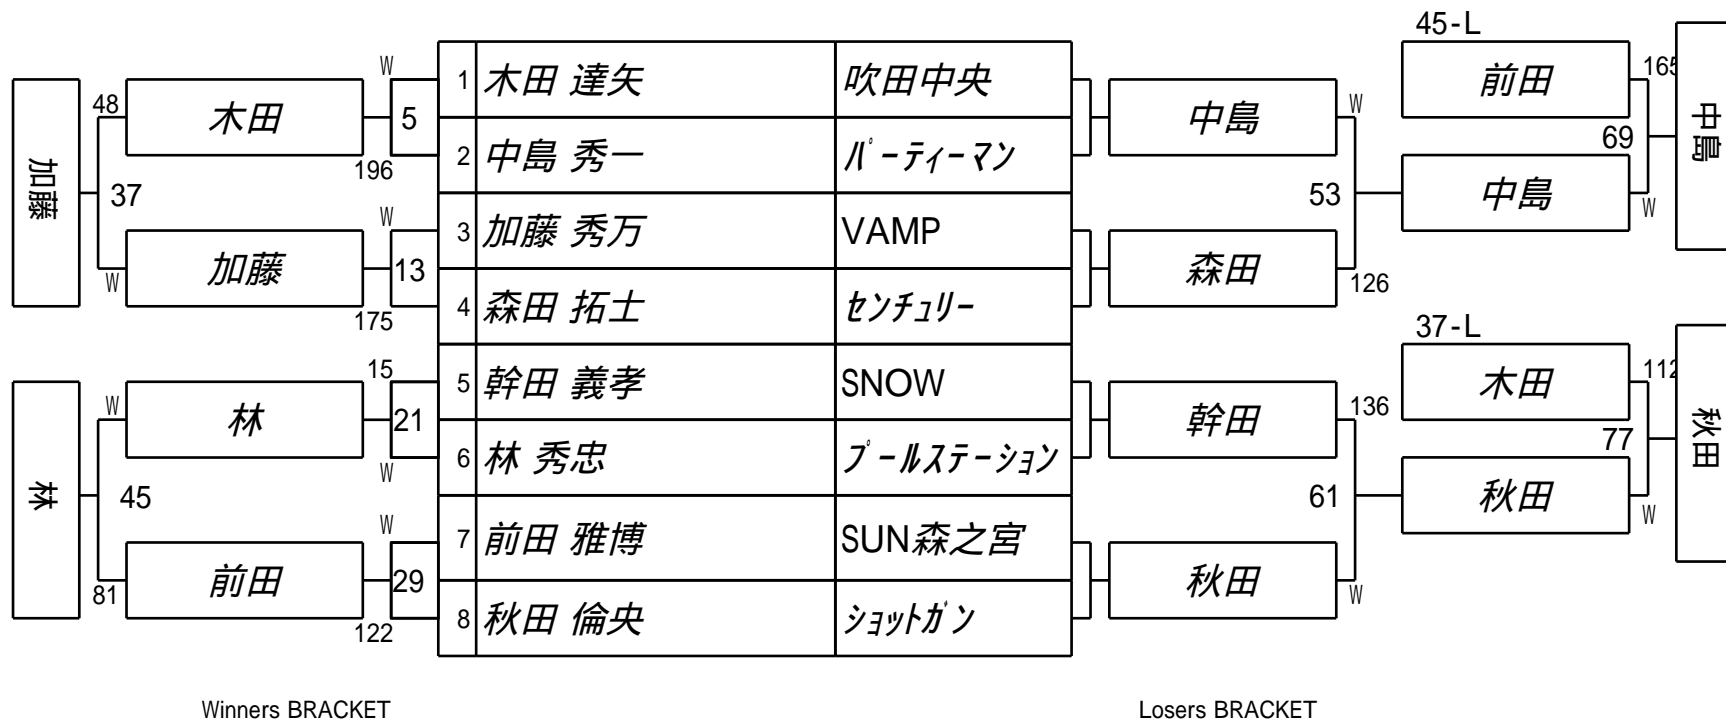 45-L
W
1 木田 達矢 吹田中央
前田 165
48 木田 5
中島 W
中島
2 中島 秀一 パーティーマン
69
196
加藤 37
53 中島 W
W
3 加藤 秀万 VAMP
加藤 13
森田 126
W
4 森田 拓士 センチュリー
175
37-L
15
5 幹田 義孝 SNOW
木田 112
W 林 21
幹田 136
秋田
6 林 秀忠 プールステーション
77
W
林 45
61 秋田 W
W
7 前田 雅博 SUN森之宮
前田 29
秋田 W
81
8 秋田 倫央 ショットガン
122
Winners BRACKET
Losers BRACKET